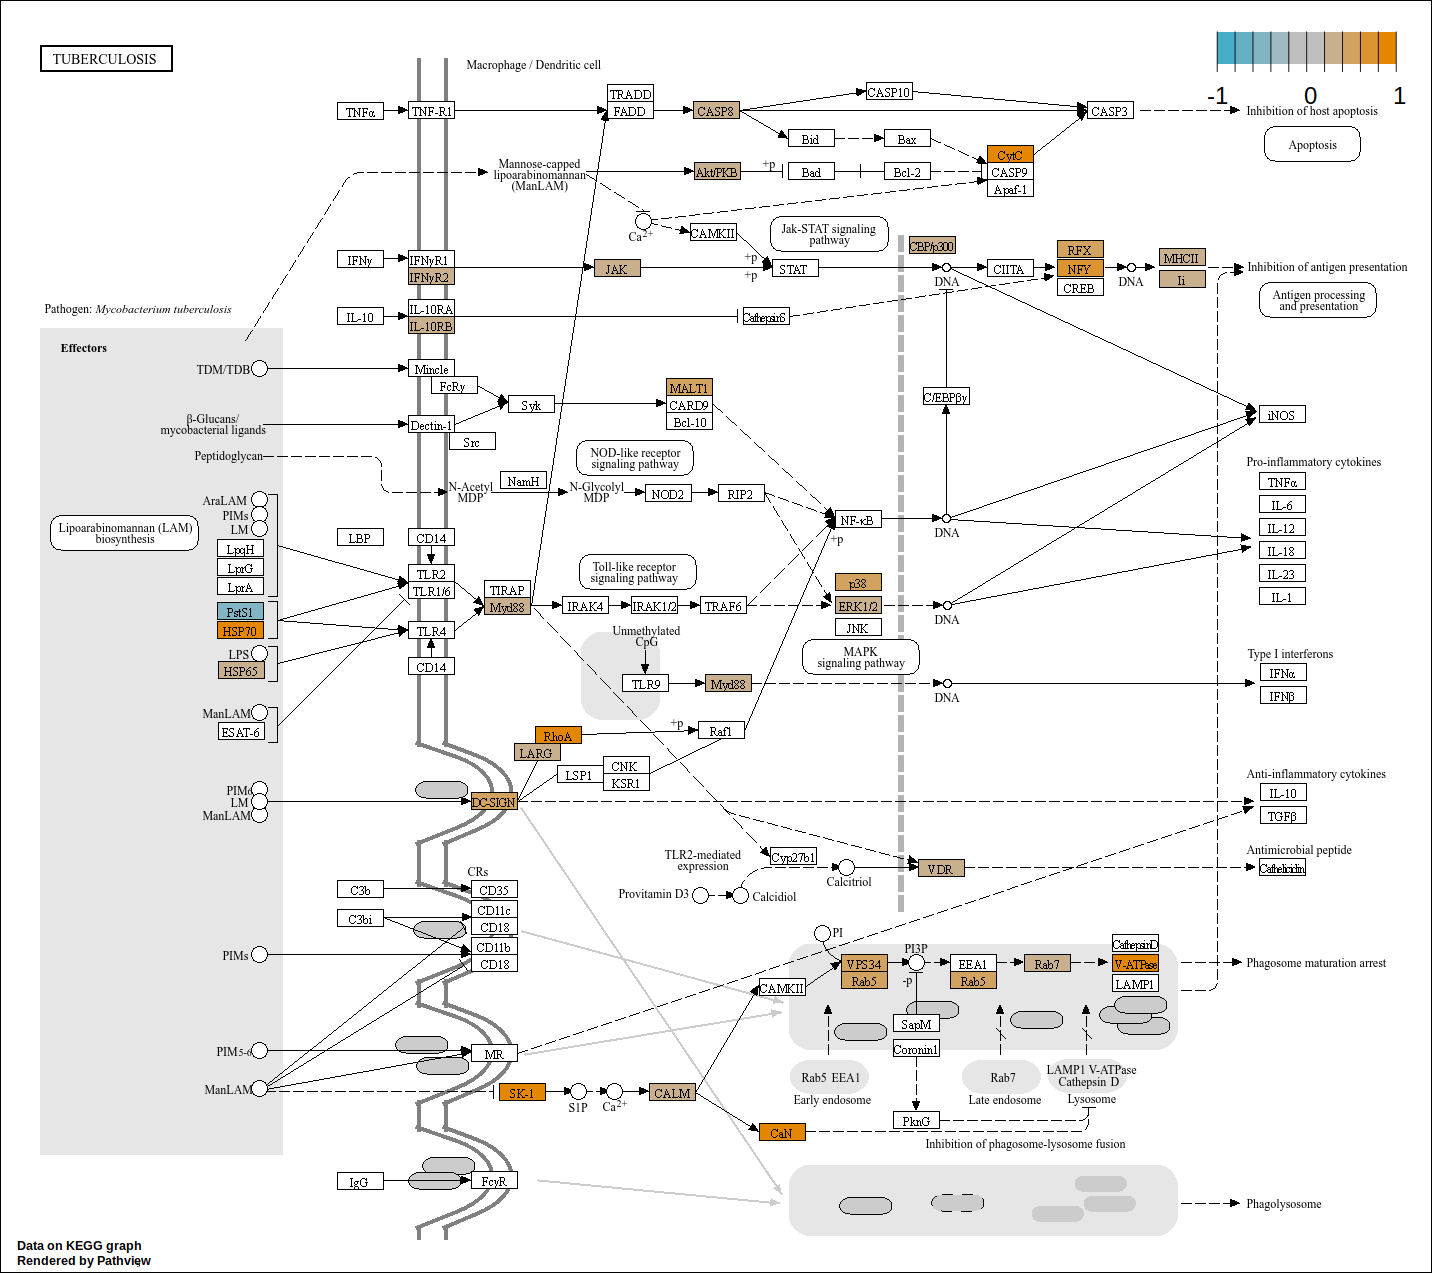 TUBERCULOSIS
Macrophage / Dendritic cell
-1
0
1
TNFα
TNF-R1
TRADD
FADD
CASP8
CASP10
CASP3
Inhibition of host apoptosis
Bid
Bax
Apoptosis
CytC
CASP9
Apaf-1
Mannose-capped
lipoarabinomannan
(ManLAM)
Akt/PKB
+p
Bad
Bcl-2
Ca2+
CAMKII
Jak-STAT signaling
pathway
IFNγ
IFNγR1
IFNγR2
JAK
+p
+p
STAT
CBP/p300
DNA
CIITA
RFX
NFY
CREB
DNA
MHCII
Ii
Inhibition of antigen presentation
Antigen processing
and presentation
Pathogen: Mycobacterium tuberculosis
IL-10
IL-10RA
IL-10RB
CathepsinS
Effectors
TDM/TDB
Mincle
FcRγ
Syk
MALT1
CARD9
Bcl-10
C/EBPβγ
iNOS
β-Glucans/
mycobacterial ligands
Dectin-1
Src
Peptidoglycan
NOD-like receptor
signaling pathway
N-Acetyl
MDP
NamH
N-Glycolyl
MDP
NOD2
RIP2
NF-κB
+p
DNA
Pro-inflammatory cytokines
TNFα
IL-6
IL-12
IL-18
IL-23
IL-1
AraLAM
PIMs
LM
LpqH
LprG
LprA
PstS1
HSP70
LPS
HSP65
ManLAM
ESAT-6
Lipoarabinomannan (LAM)
biosynthesis
LBP
CD14
TLR2
TLR1/6
TLR4
CD14
TIRAP
Myd88
Toll-like receptor
signaling pathway
IRAK4
IRAK1/2
TRAF6
p38
ERK1/2
JNK
DNA
MAPK
signaling pathway
Unmethylated
CpG
TLR9
Myd88
DNA
Type I interferons
IFNα
IFNβ
RhoA
LARG
+p
Raf1
LSP1
CNK
KSR1
PIM6
LM
ManLAM
DC-SIGN
Anti-inflammatory cytokines
IL-10
TGFβ
TLR2-mediated
expression
Cyp27b1
Calcitriol
VDR
Antimicrobial peptide
Cathelicidin
Provitamin D3
Calcidiol
CRs
C3b
CD35
C3bi
CD11c
CD18
CD11b
CD18
PIMs
PI
VPS34
Rab5
PI3P
-p
EEA1
Rab5
Rab7
CathepsinD
V-ATPase
LAMP1
Phagosome maturation arrest
CAMKII
SapM
Coronin1
PIM5-6
MR
ManLAM
SK-1
S1P
Ca2+
CALM
CaN
Rab5 EEA1
Early endosome
Rab7
Late endosome
LAMP1 V-ATPase
Cathepsin D
Lysosome
PknG
Inhibition of phagosome-lysosome fusion
IgG
FcγR
Phagolysosome
Data on KEGG graph
Rendered by Pathview